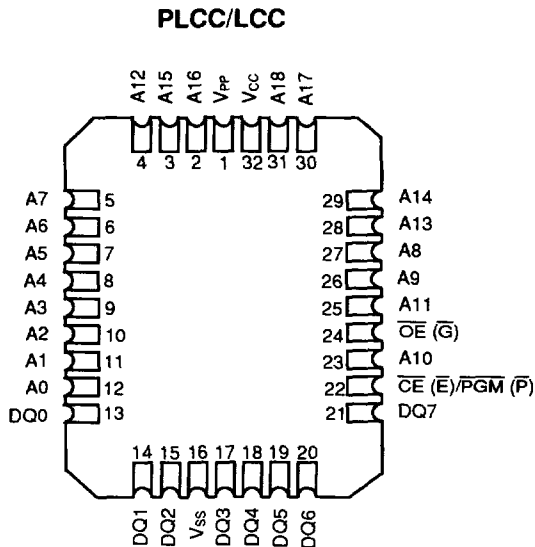 PLCC/LCC
A12 A15 A16 VPP VCC A18 A17
4 3 2 1 32 31 30
A7 5 29 A14
A6 6 28 A13
A5 7 27 A8
A4 8 26 A9
A3 9 25 A11
A2 10 24 O̅E̅ (G̅)
A1 11 23 A10
A0 12 22 C̅E̅ (E̅)/P̅G̅M̅ (P̅)
DQ0 13 21 DQ7
14 15 16 17 18 19 20
DQ1 DQ2 VSS DQ3 DQ4 DQ5 DQ6